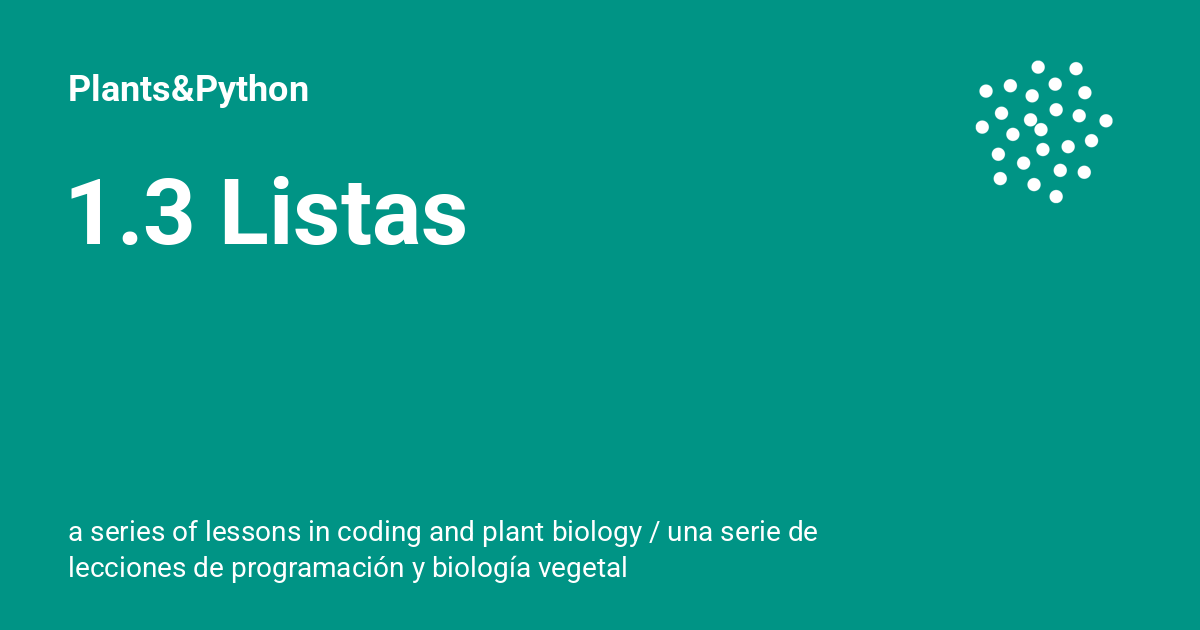 Plants&Python
1.3 Listas
a series of lessons in coding and plant biology / una serie de
lecciones de programación y biología vegetal